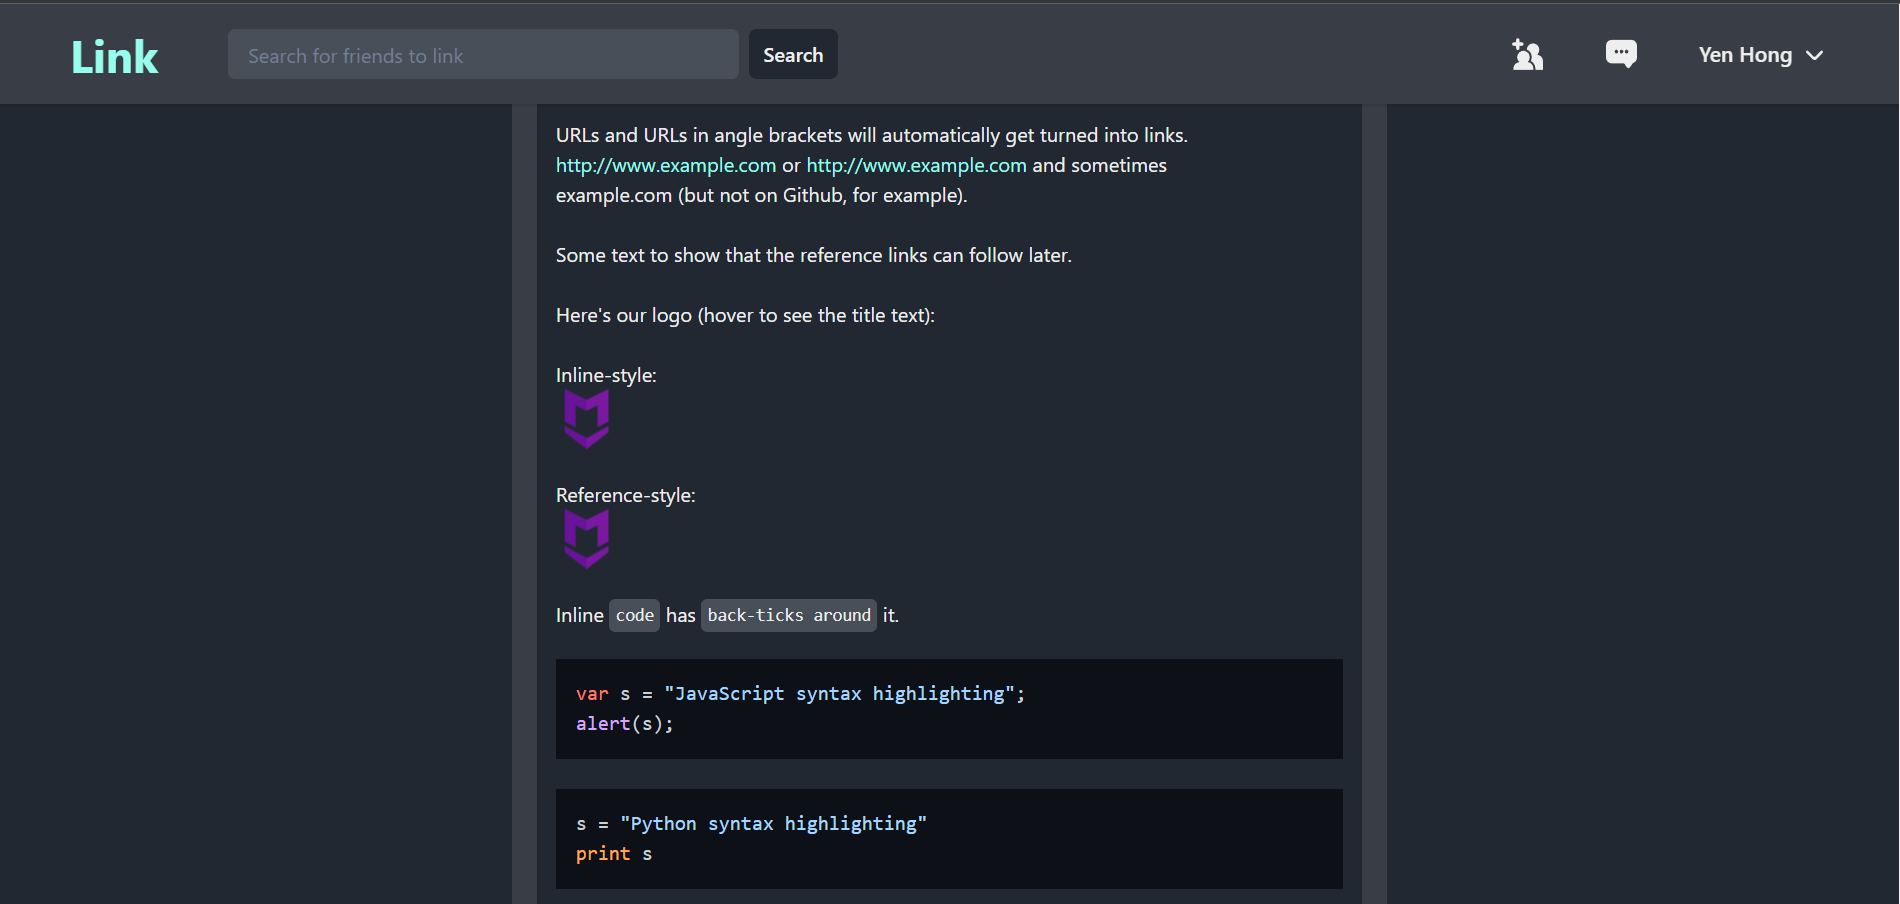 Link
Search for friends to link
Search
Yen Hong
URLs and URLs in angle brackets will automatically get turned into links.
http://www.example.com or http://www.example.com and sometimes
example.com (but not on Github, for example).
Some text to show that the reference links can follow later.
Here's our logo (hover to see the title text):
Inline-style:
Reference-style:
Inline code has back-ticks around it.
var s = "JavaScript syntax highlighting";
alert(s);
s = "Python syntax highlighting"
print s